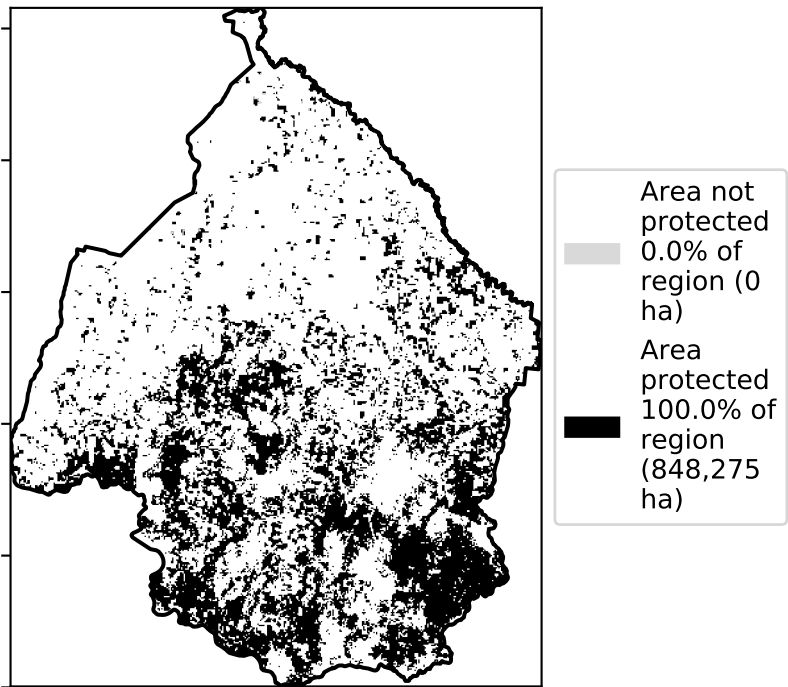 Area not
protected
0.0% of
region (0
ha)
Area
protected
100.0% of
region
(848,275
ha)